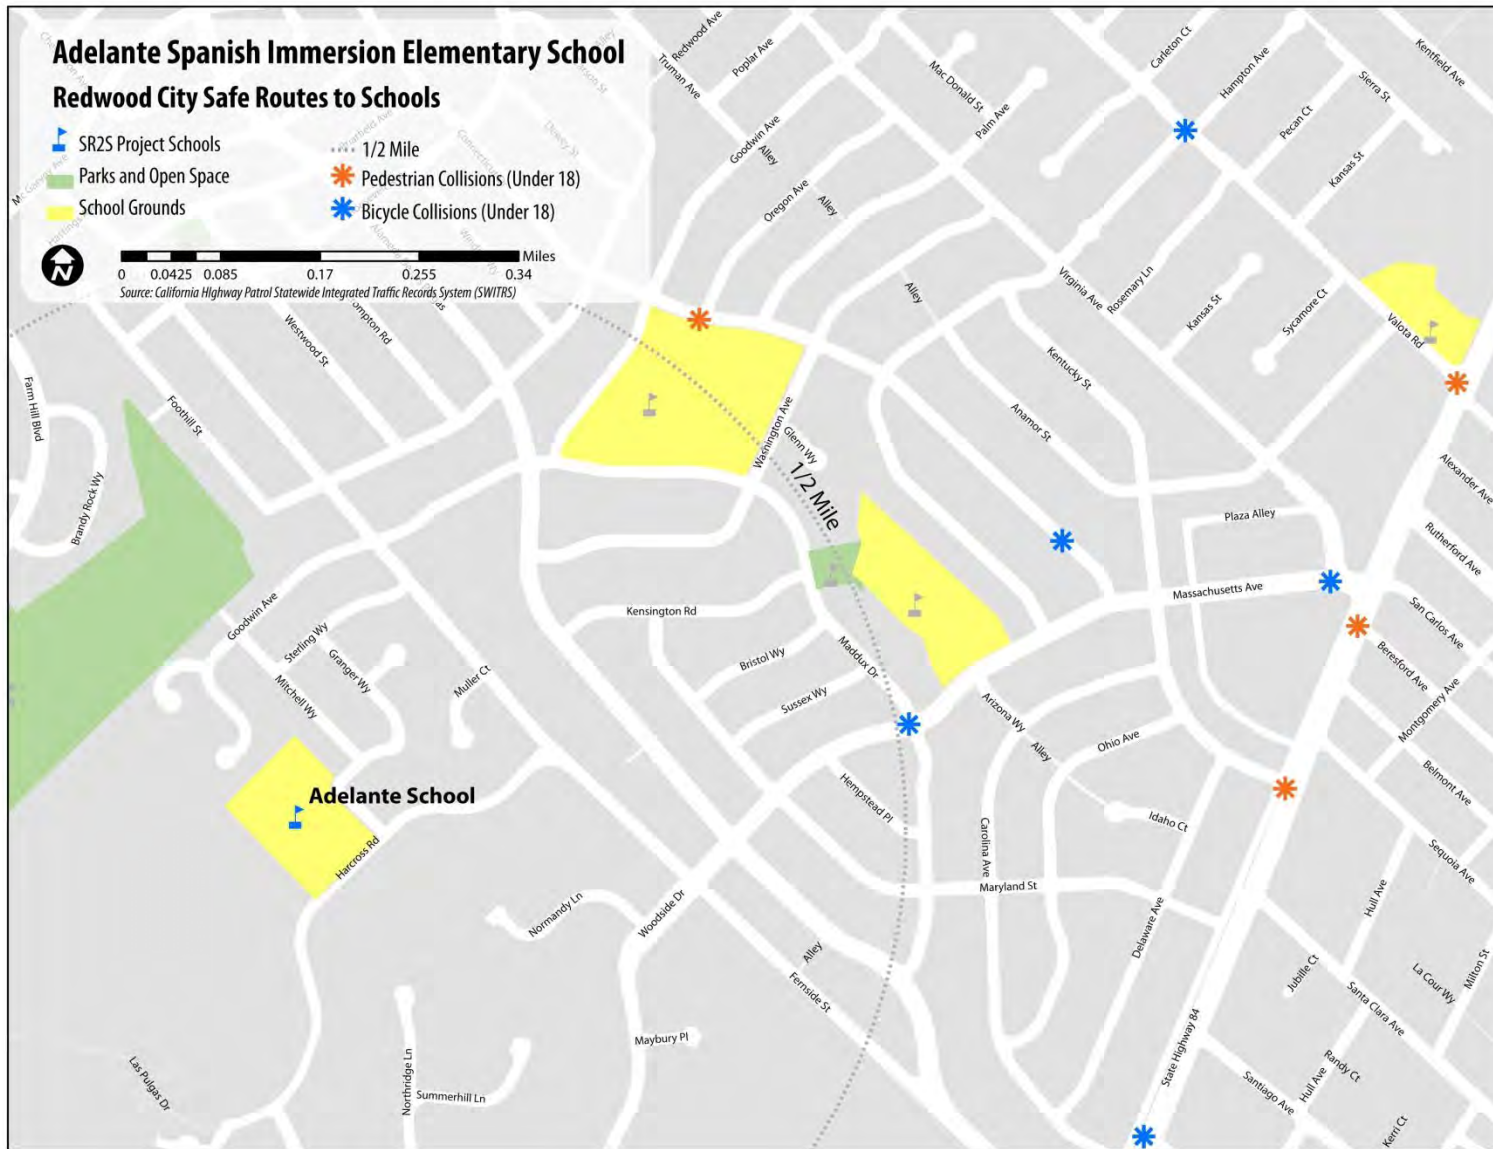 Adelante Spanish Immersion Elementary School
Redwood City Safe Routes to Schools
SR2S Project Schools
Parks and Open Space
School Grounds
1/2 Mile
Pedestrian Collisions (Under 18)
Bicycle Collisions (Under 18)
N
Miles
0 0.0425 0.085 0.17 0.255 0.34
Source: California Highway Patrol Statewide Integrated Traffic Records System (SWITRS)
Redwood Ave
Truman Ave
Poplar Ave
Mac Donald St
Palm Ave
Carleton Ct
Hampton Ave
Kentfield Ave
Sierra St
Pecan Ct
Kansas St
Goodwin Ave
Alley
Oregon Ave
Alley
Alley
Virginia Ave
Rosemary Ln
Kansas St
Sycamore Ct
Valota Rd
Westwood St
Foothill St
Farm Hill Blvd
Brandy Rock Wy
Kentucky St
Anamor St
Washington Ave
Glenn Wy
1/2 Mile
Alexander Ave
Rutherford Ave
Plaza Alley
Massachusetts Ave
San Carlos Ave
Beresford Ave
Montgomery Ave
Belmont Ave
Sequoia Ave
Goodwin Ave
Sterling Wy
Granger Wy
Mitchell Wy
Muller Ct
Kensington Rd
Bristol Wy
Sussex Wy
Maddux Dr
Arizona Wy
Alley
Ohio Ave
Idaho Ct
Hempstead Pl
Carolina Ave
Maryland St
Delaware Ave
Adelante School
Harcross Rd
Normandy Ln
Woodside Dr
Alley
Fernside St
Maybury Pl
Northridge Ln
Summerhill Ln
Las Pulgas Dr
State Highway 84
Hull Ave
Jubille Ct
La Cour Wy
Milton St
Santa Clara Ave
Randy Ct
Hull Ave
Santiago Ave
Kerri Ct